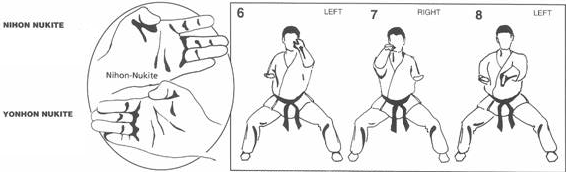 NIHON NUKITE
Nihon-Nukite
YONHON NUKITE
6 LEFT
7 RIGHT
8 LEFT